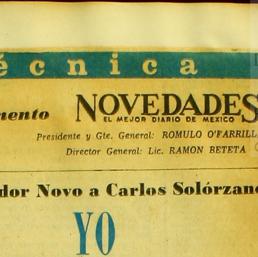 écnica
mento NOVEDADES
EL MEJOR DIARIO DE MEXICO
Presidente y Gte. General: ROMULO O'FARRILL
Director General: Lic. RAMON BETETA
dor Novo a Carlos Solórzano
YO